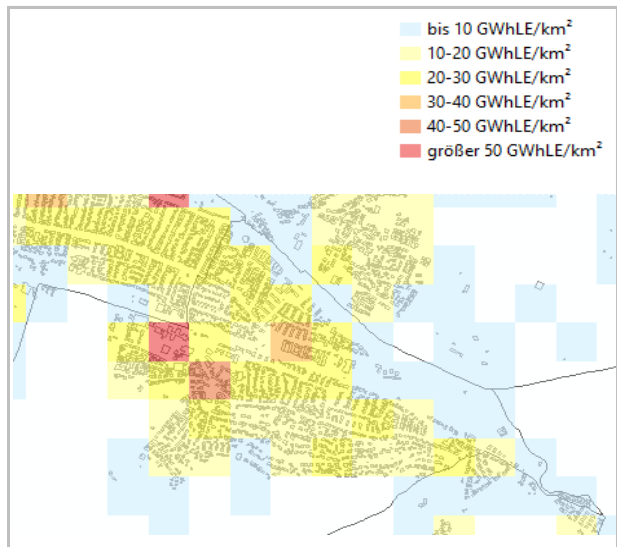 bis 10 GWhLE/km²
10-20 GWhLE/km²
20-30 GWhLE/km²
30-40 GWhLE/km²
40-50 GWhLE/km²
größer 50 GWhLE/km²